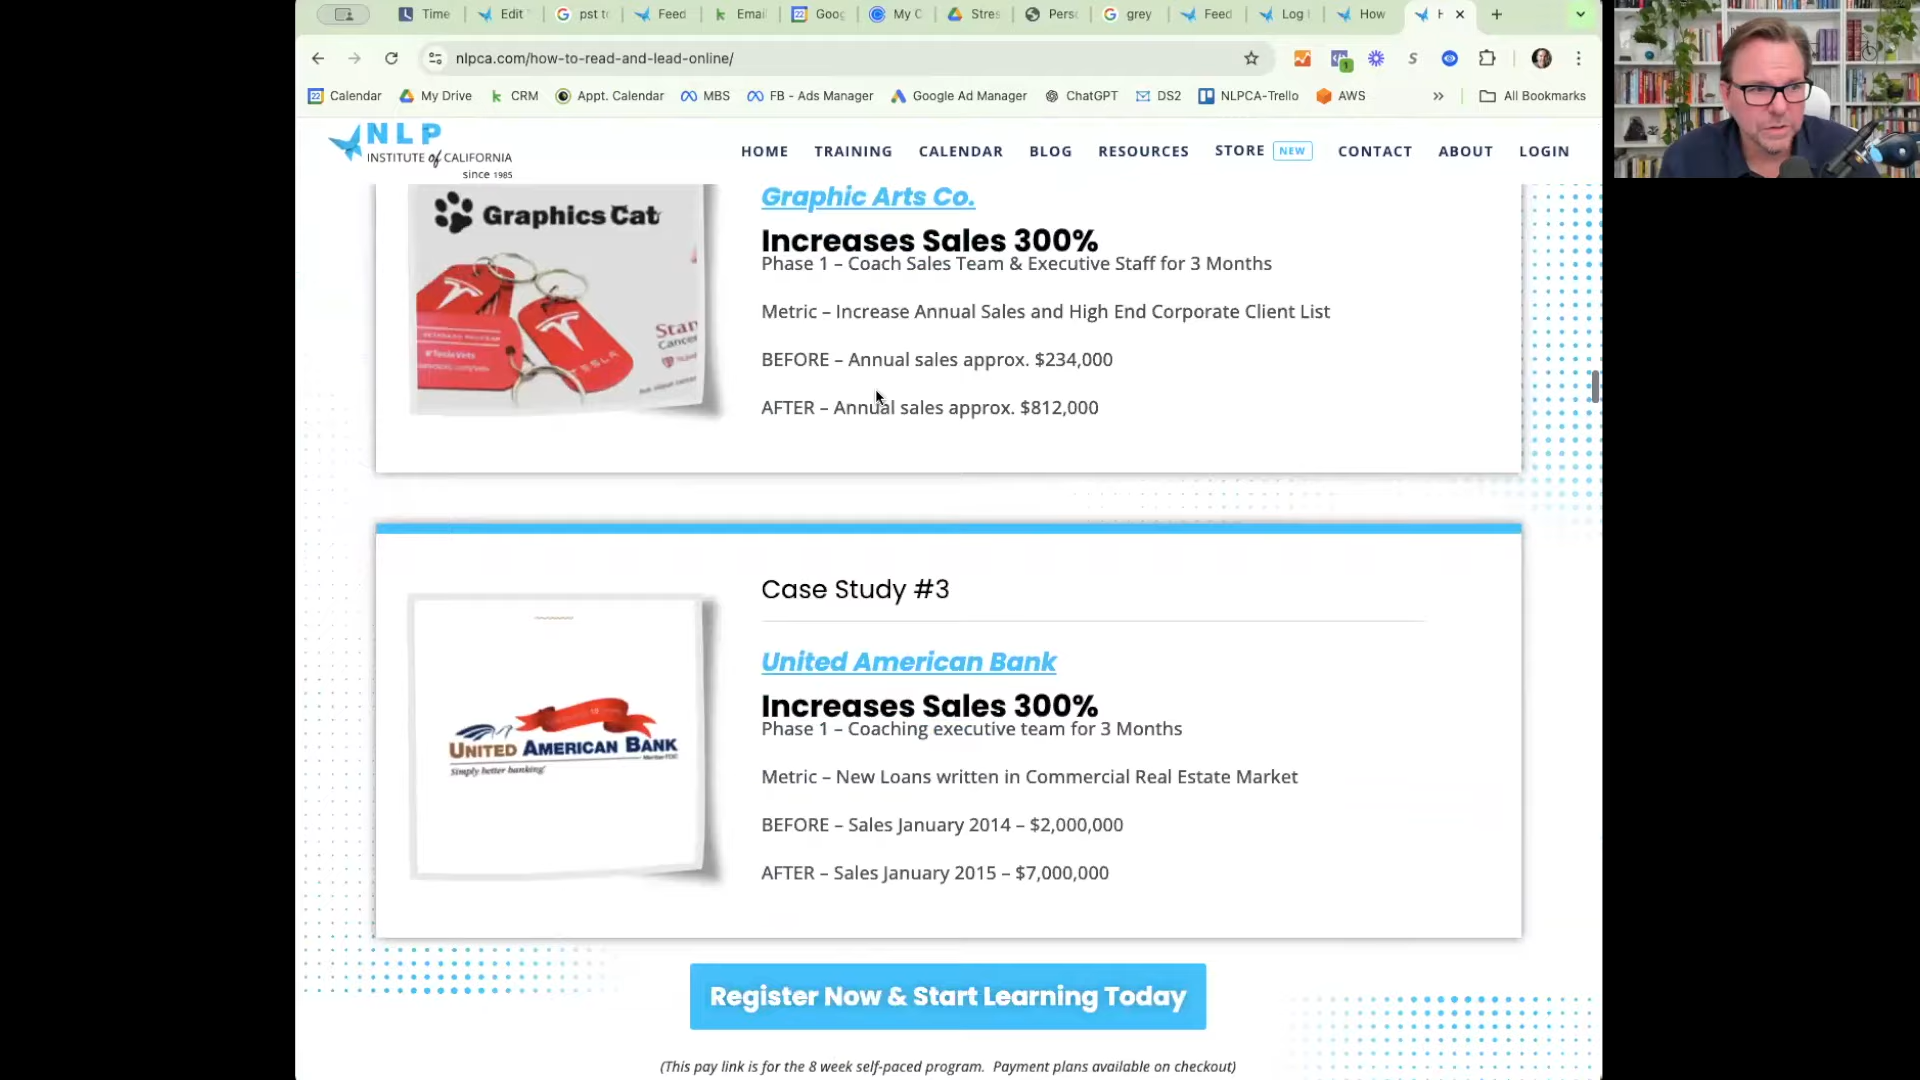 Time
Edit
pst t
Feed
Emai
Goog
My C
Stres
Pers
grey
Feed
Log
How
nlpca.com/how-to-read-and-lead-online/
Calendar
My Drive
CRM
Appt. Calendar
MBS
FB - Ads Manager
Google Ad Manager
ChatGPT
DS2
NLPCA-Trello
AWS
»
All Bookmarks
NLP
INSTITUTE of CALIFORNIA
since 1985
HOME
TRAINING
CALENDAR
BLOG
RESOURCES
STORE NEW
CONTACT
ABOUT
LOGIN
Graphics Cat
TESLA
Graphic Arts Co.
Increases Sales 300%
Phase 1 – Coach Sales Team & Executive Staff for 3 Months
Metric – Increase Annual Sales and High End Corporate Client List
BEFORE – Annual sales approx. $234,000
AFTER – Annual sales approx. $812,000
UNITED AMERICAN BANK
Member FDIC
Simply better banking
Case Study #3
United American Bank
Increases Sales 300%
Phase 1 – Coaching executive team for 3 Months
Metric – New Loans written in Commercial Real Estate Market
BEFORE – Sales January 2014 – $2,000,000
AFTER – Sales January 2015 – $7,000,000
Register Now & Start Learning Today
(This pay link is for the 8 week self-paced program. Payment plans available on checkout)